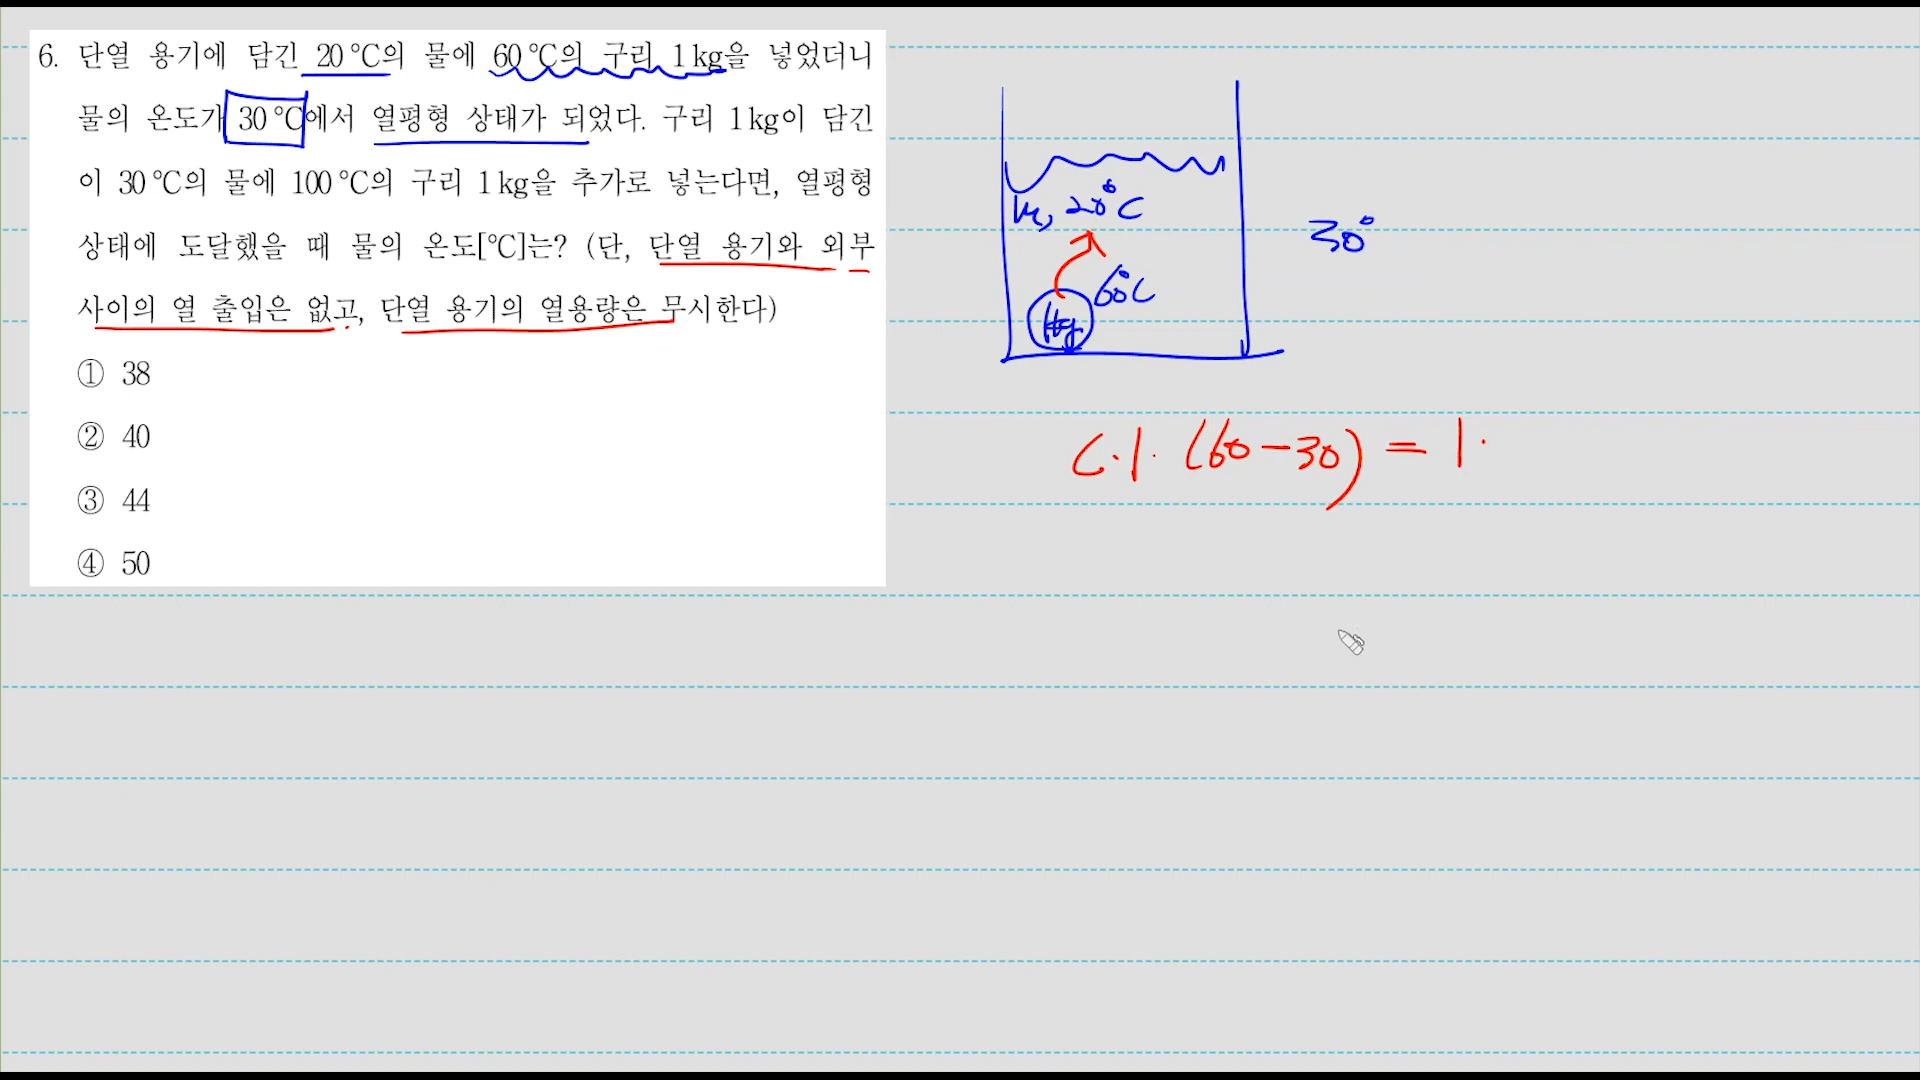 6. 단열 용기에 담긴 20 ℃의 물에 60 ℃의 구리 1 kg을 넣었더니
물의 온도가 30 ℃에서 열평형 상태가 되었다. 구리 1 kg이 담긴
이 30 ℃의 물에 100 ℃의 구리 1 kg을 추가로 넣는다면, 열평형
상태에 도달했을 때 물의 온도[℃]는? (단, 단열 용기와 외부
사이의 열 출입은 없고, 단열 용기의 열용량은 무시한다)
① 38
② 40
③ 44
④ 50
20°C
60°C
30°
C·1·(60-30) = 1·